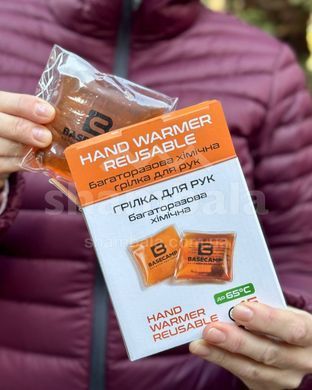 BASECAMP
HAND WARMER
REUSABLE
Багаторазова хімічна
грілка для рук
ГРІЛКА ДЛЯ РУК
Багаторазова
хімічна
BASECAMP
BASECAMP
HAND
WARMER
REUSABLE
до 65°C